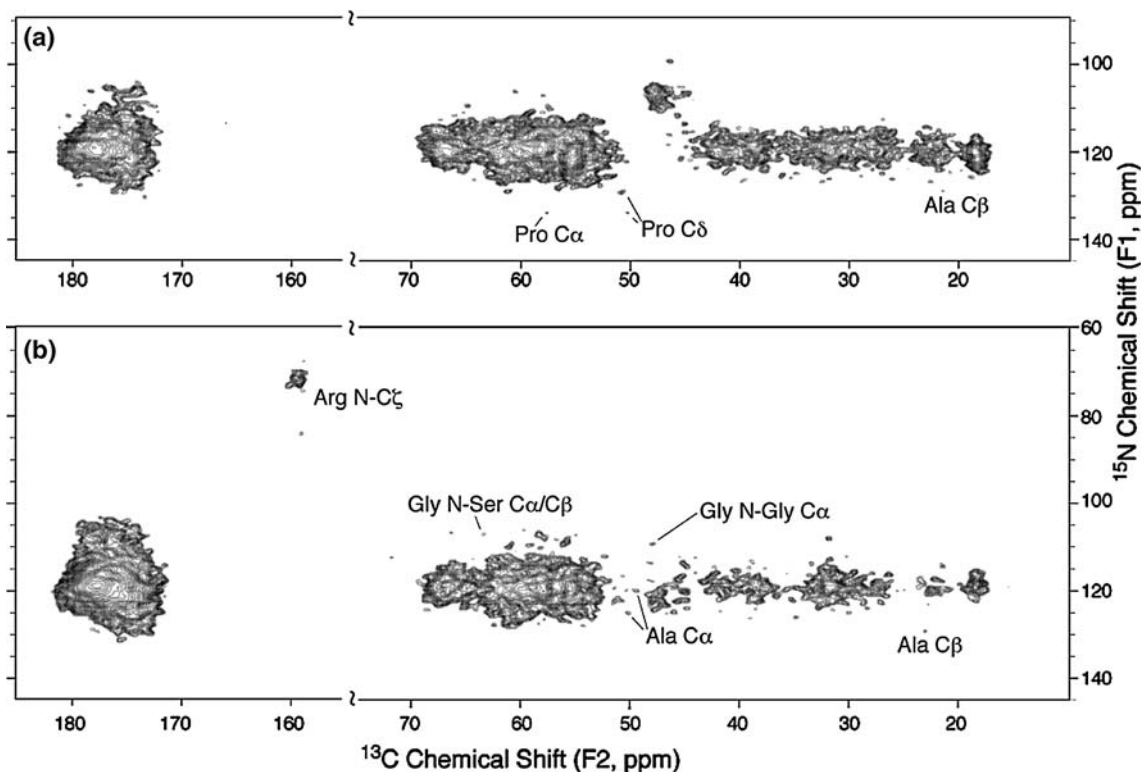 (a)
100
120
140
Pro Cα
Pro Cδ
Ala Cβ
180 170 160 70 60 50 40 30 20
(b)
60
80
100
120
140
Arg N-Cζ
Gly N-Ser Cα/Cβ
Gly N-Gly Cα
Ala Cα
Ala Cβ
180 170 160 70 60 50 40 30 20
13C Chemical Shift (F2, ppm)
15N Chemical Shift (F1, ppm)